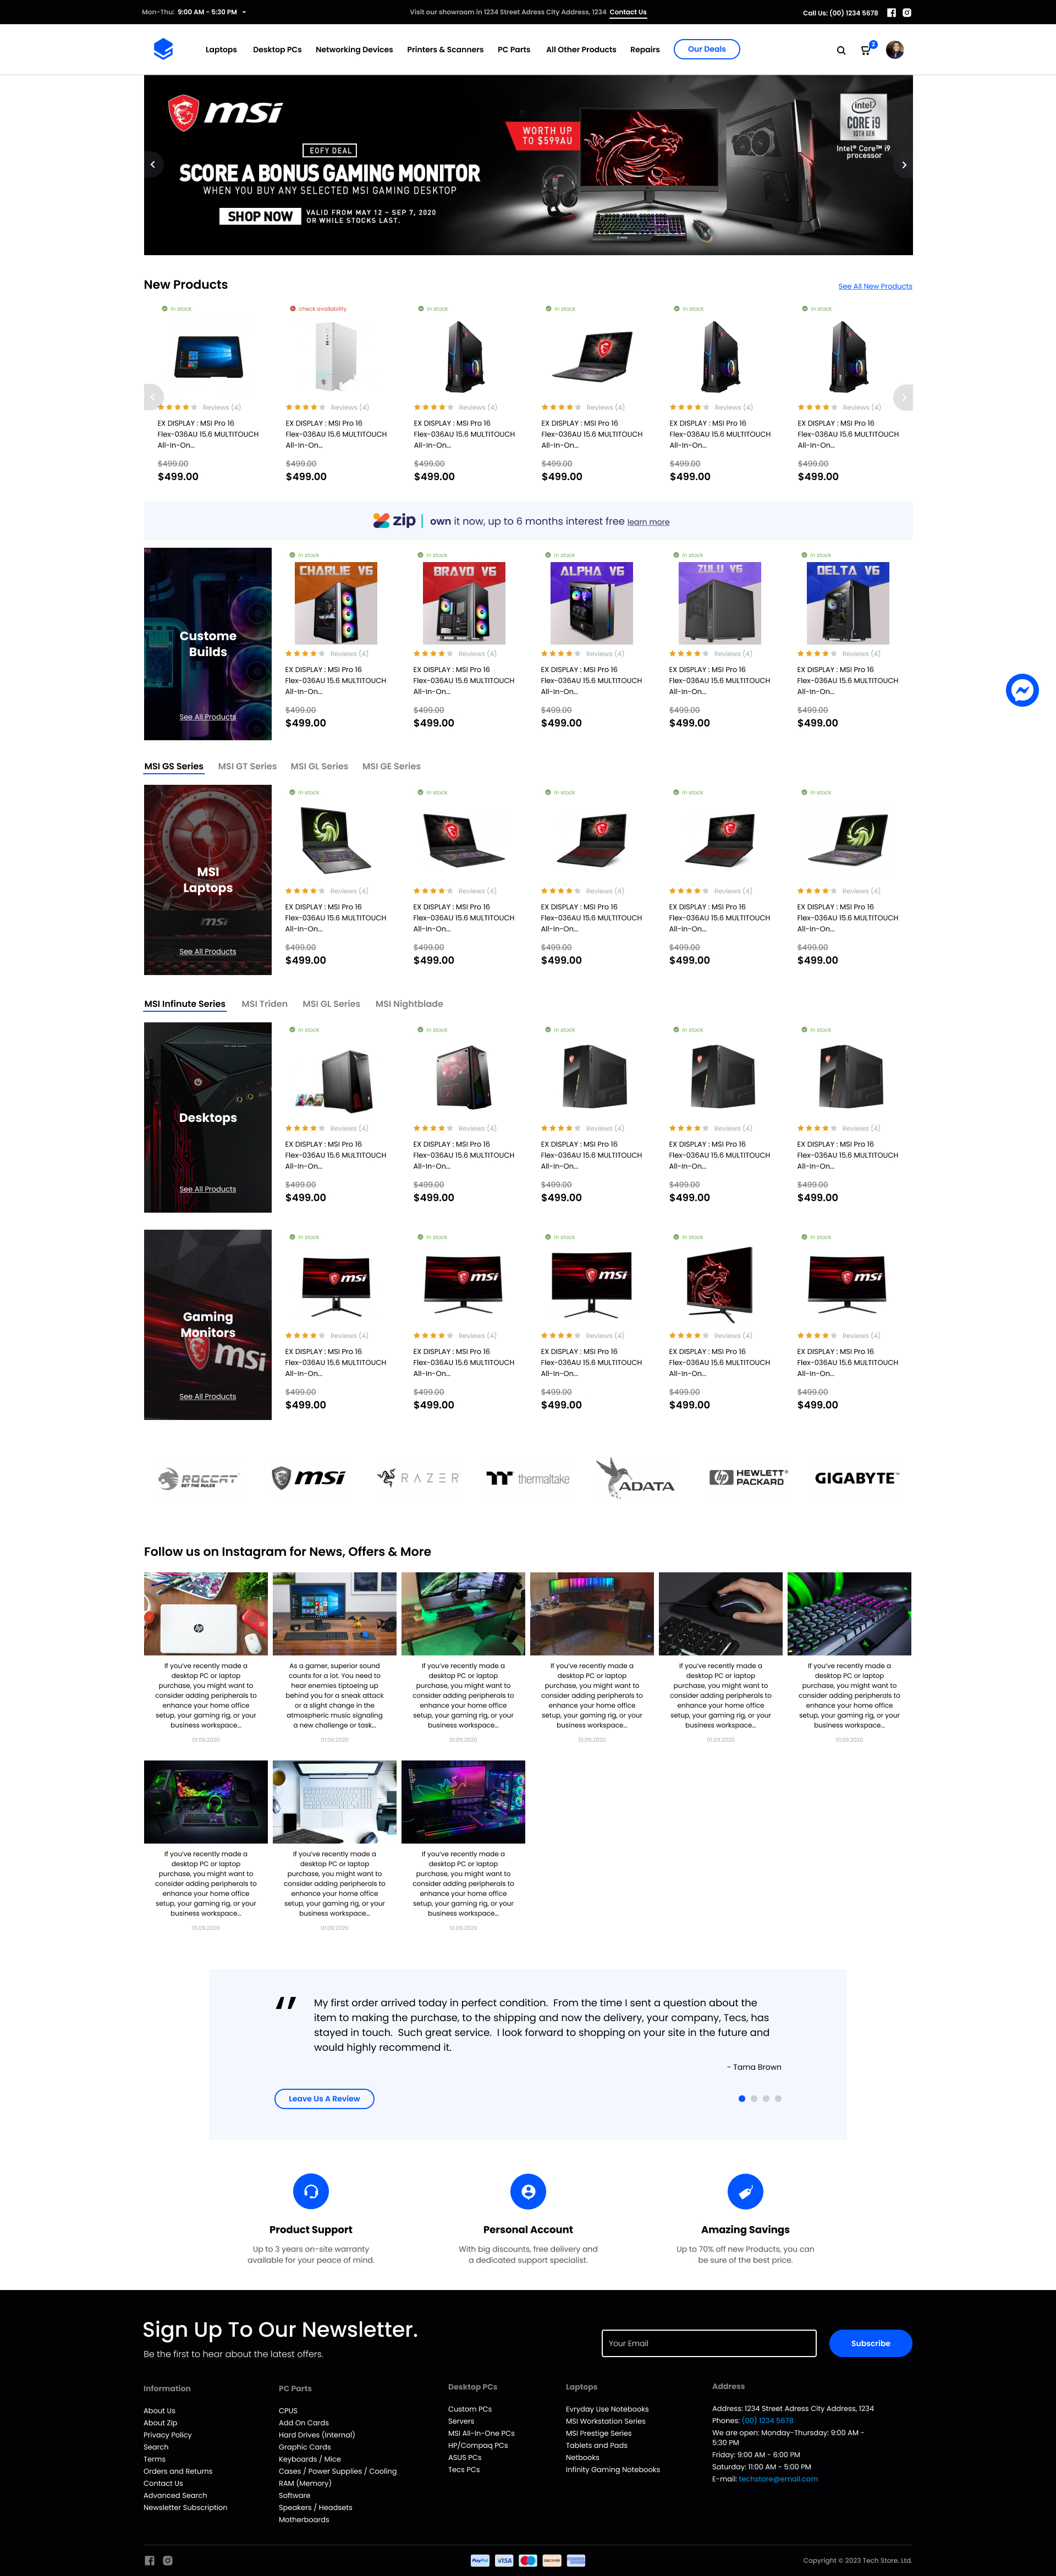 Mon-Thu: 9:00 AM - 5:30 PM
Visit our showroom in 1234 Street Adress City Address, 1234 Contact Us
Call Us: (00) 1234 5678
Laptops
Desktop PCs
Networking Devices
Printers & Scanners
PC Parts
All Other Products
Repairs
Our Deals
2
msi
EOFY DEAL
SCORE A BONUS GAMING MONITOR
WHEN YOU BUY ANY SELECTED MSI GAMING DESKTOP
SHOP NOW
VALID FROM MAY 12 - SEP 7, 2020
OR WHILE STOCKS LAST.
WORTH UP
TO $599AU
intel
CORE i9
10TH GEN
Intel® Core™ i9
processor
New Products
See All New Products
in stock
check availability
in stock
in stock
in stock
in stock
Reviews (4)
Reviews (4)
Reviews (4)
Reviews (4)
Reviews (4)
Reviews (4)
EX DISPLAY : MSI Pro 16
Flex-036AU 15.6 MULTITOUCH
All-In-On...
$499.00
$499.00
EX DISPLAY : MSI Pro 16
Flex-036AU 15.6 MULTITOUCH
All-In-On...
$499.00
$499.00
EX DISPLAY : MSI Pro 16
Flex-036AU 15.6 MULTITOUCH
All-In-On...
$499.00
$499.00
EX DISPLAY : MSI Pro 16
Flex-036AU 15.6 MULTITOUCH
All-In-On...
$499.00
$499.00
EX DISPLAY : MSI Pro 16
Flex-036AU 15.6 MULTITOUCH
All-In-On...
$499.00
$499.00
EX DISPLAY : MSI Pro 16
Flex-036AU 15.6 MULTITOUCH
All-In-On...
$499.00
$499.00
zip
own it now, up to 6 months interest free learn more
Custome
Builds
See All Products
in stock
CHARLIE V6
Reviews (4)
EX DISPLAY : MSI Pro 16
Flex-036AU 15.6 MULTITOUCH
All-In-On...
$499.00
$499.00
in stock
BRAVO V6
Reviews (4)
EX DISPLAY : MSI Pro 16
Flex-036AU 15.6 MULTITOUCH
All-In-On...
$499.00
$499.00
in stock
ALPHA V6
Reviews (4)
EX DISPLAY : MSI Pro 16
Flex-036AU 15.6 MULTITOUCH
All-In-On...
$499.00
$499.00
in stock
ZULU V6
Reviews (4)
EX DISPLAY : MSI Pro 16
Flex-036AU 15.6 MULTITOUCH
All-In-On...
$499.00
$499.00
in stock
DELTA V6
Reviews (4)
EX DISPLAY : MSI Pro 16
Flex-036AU 15.6 MULTITOUCH
All-In-On...
$499.00
$499.00
MSI GS Series
MSI GT Series
MSI GL Series
MSI GE Series
MSI
Laptops
msi
See All Products
in stock
Reviews (4)
EX DISPLAY : MSI Pro 16
Flex-036AU 15.6 MULTITOUCH
All-In-On...
$499.00
$499.00
in stock
Reviews (4)
EX DISPLAY : MSI Pro 16
Flex-036AU 15.6 MULTITOUCH
All-In-On...
$499.00
$499.00
in stock
Reviews (4)
EX DISPLAY : MSI Pro 16
Flex-036AU 15.6 MULTITOUCH
All-In-On...
$499.00
$499.00
in stock
Reviews (4)
EX DISPLAY : MSI Pro 16
Flex-036AU 15.6 MULTITOUCH
All-In-On...
$499.00
$499.00
in stock
Reviews (4)
EX DISPLAY : MSI Pro 16
Flex-036AU 15.6 MULTITOUCH
All-In-On...
$499.00
$499.00
MSI Infinute Series
MSI Triden
MSI GL Series
MSI Nightblade
Desktops
See All Products
in stock
Reviews (4)
EX DISPLAY : MSI Pro 16
Flex-036AU 15.6 MULTITOUCH
All-In-On...
$499.00
$499.00
in stock
Reviews (4)
EX DISPLAY : MSI Pro 16
Flex-036AU 15.6 MULTITOUCH
All-In-On...
$499.00
$499.00
in stock
Reviews (4)
EX DISPLAY : MSI Pro 16
Flex-036AU 15.6 MULTITOUCH
All-In-On...
$499.00
$499.00
in stock
Reviews (4)
EX DISPLAY : MSI Pro 16
Flex-036AU 15.6 MULTITOUCH
All-In-On...
$499.00
$499.00
in stock
Reviews (4)
EX DISPLAY : MSI Pro 16
Flex-036AU 15.6 MULTITOUCH
All-In-On...
$499.00
$499.00
Gaming
Monitors
msi
See All Products
in stock
msi
Reviews (4)
EX DISPLAY : MSI Pro 16
Flex-036AU 15.6 MULTITOUCH
All-In-On...
$499.00
$499.00
in stock
msi
Reviews (4)
EX DISPLAY : MSI Pro 16
Flex-036AU 15.6 MULTITOUCH
All-In-On...
$499.00
$499.00
in stock
msi
Reviews (4)
EX DISPLAY : MSI Pro 16
Flex-036AU 15.6 MULTITOUCH
All-In-On...
$499.00
$499.00
in stock
Reviews (4)
EX DISPLAY : MSI Pro 16
Flex-036AU 15.6 MULTITOUCH
All-In-On...
$499.00
$499.00
in stock
msi
Reviews (4)
EX DISPLAY : MSI Pro 16
Flex-036AU 15.6 MULTITOUCH
All-In-On...
$499.00
$499.00
ROCCAT
SET THE RULES
msi
RAZER
thermaltake
ADATA
hp
HEWLETT
PACKARD
GIGABYTE™
Follow us on Instagram for News, Offers & More
hp
If you've recently made a
desktop PC or laptop
purchase, you might want to
consider adding peripherals to
enhance your home office
setup, your gaming rig, or your
business workspace...
01.09.2020
As a gamer, superior sound
counts for a lot. You need to
hear enemies tiptoeing up
behind you for a sneak attack
or a slight change in the
atmospheric music signaling
a new challenge or task...
01.09.2020
If you've recently made a
desktop PC or laptop
purchase, you might want to
consider adding peripherals to
enhance your home office
setup, your gaming rig, or your
business workspace...
01.09.2020
If you've recently made a
desktop PC or laptop
purchase, you might want to
consider adding peripherals to
enhance your home office
setup, your gaming rig, or your
business workspace...
01.09.2020
If you've recently made a
desktop PC or laptop
purchase, you might want to
consider adding peripherals to
enhance your home office
setup, your gaming rig, or your
business workspace...
01.09.2020
If you've recently made a
desktop PC or laptop
purchase, you might want to
consider adding peripherals to
enhance your home office
setup, your gaming rig, or your
business workspace...
01.09.2020
If you've recently made a
desktop PC or laptop
purchase, you might want to
consider adding peripherals to
enhance your home office
setup, your gaming rig, or your
business workspace...
01.09.2020
If you've recently made a
desktop PC or laptop
purchase, you might want to
consider adding peripherals to
enhance your home office
setup, your gaming rig, or your
business workspace...
01.09.2020
If you've recently made a
desktop PC or laptop
purchase, you might want to
consider adding peripherals to
enhance your home office
setup, your gaming rig, or your
business workspace...
01.09.2020
My first order arrived today in perfect condition. From the time I sent a question about the
item to making the purchase, to the shipping and now the delivery, your company, Tecs, has
stayed in touch. Such great service. I look forward to shopping on your site in the future and
would highly recommend it.
- Tama Brown
Leave Us A Review
Product Support
Up to 3 years on-site warranty
available for your peace of mind.
Personal Account
With big discounts, free delivery and
a dedicated support specialist.
Amazing Savings
Up to 70% off new Products, you can
be sure of the best price.
Sign Up To Our Newsletter.
Be the first to hear about the latest offers.
Your Email
Subscribe
Information
About Us
About Zip
Privacy Policy
Search
Terms
Orders and Returns
Contact Us
Advanced Search
Newsletter Subscription
PC Parts
CPUS
Add On Cards
Hard Drives (Internal)
Graphic Cards
Keyboards / Mice
Cases / Power Supplies / Cooling
RAM (Memory)
Software
Speakers / Headsets
Motherboards
Desktop PCs
Custom PCs
Servers
MSI All-In-One PCs
HP/Compaq PCs
ASUS PCs
Tecs PCs
Laptops
Evryday Use Notebooks
MSI Workstation Series
MSI Prestige Series
Tablets and Pads
Netbooks
Infinity Gaming Notebooks
Address
Address: 1234 Street Adress City Address, 1234
Phones: (00) 1234 5678
We are open: Monday-Thursday: 9:00 AM -
5:30 PM
Friday: 9:00 AM - 6:00 PM
Saturday: 11:00 AM - 5:00 PM
E-mail: techstore@email.com
PayPal
VISA
DISCOVER
Copyright © 2023 Tech Store. Ltd.